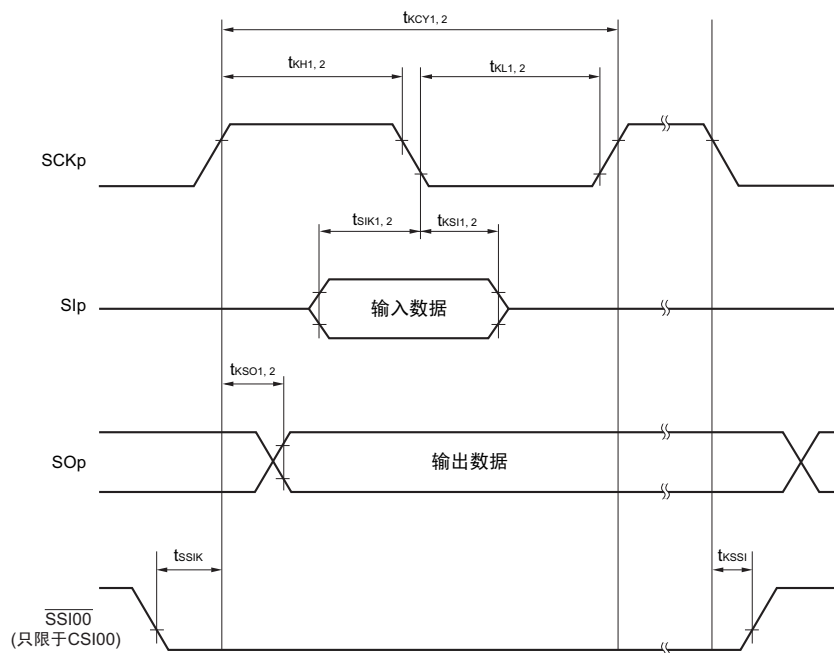 tKCY1, 2
tKH1, 2
tKL1, 2
SCKp
tSIK1, 2
tKSI1, 2
SIp
输入数据
tKSO1, 2
SOp
输出数据
tSSIK
tKSSI
SSI00
(只限于CSI00)